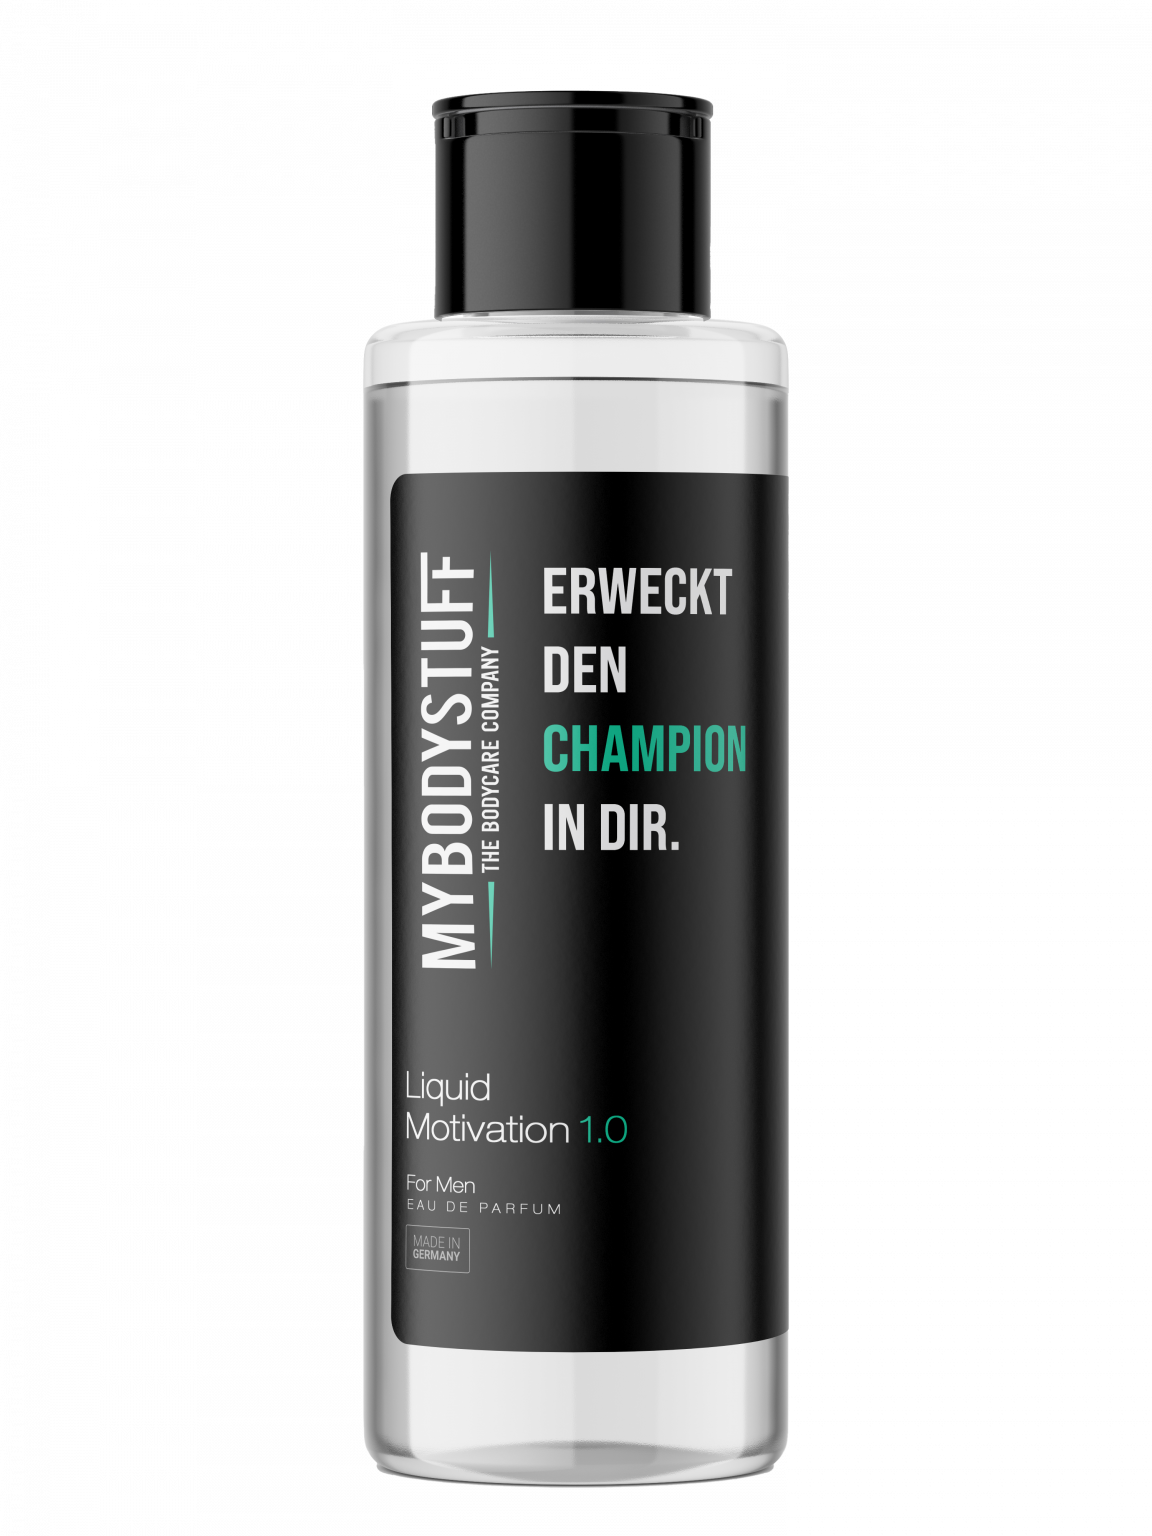 MYBODYSTUFF
THE BODYCARE COMPANY
ERWECKT
DEN
CHAMPION
IN DIR.
Liquid
Motivation 1.0
For Men
EAU DE PARFUM
MADE IN
GERMANY